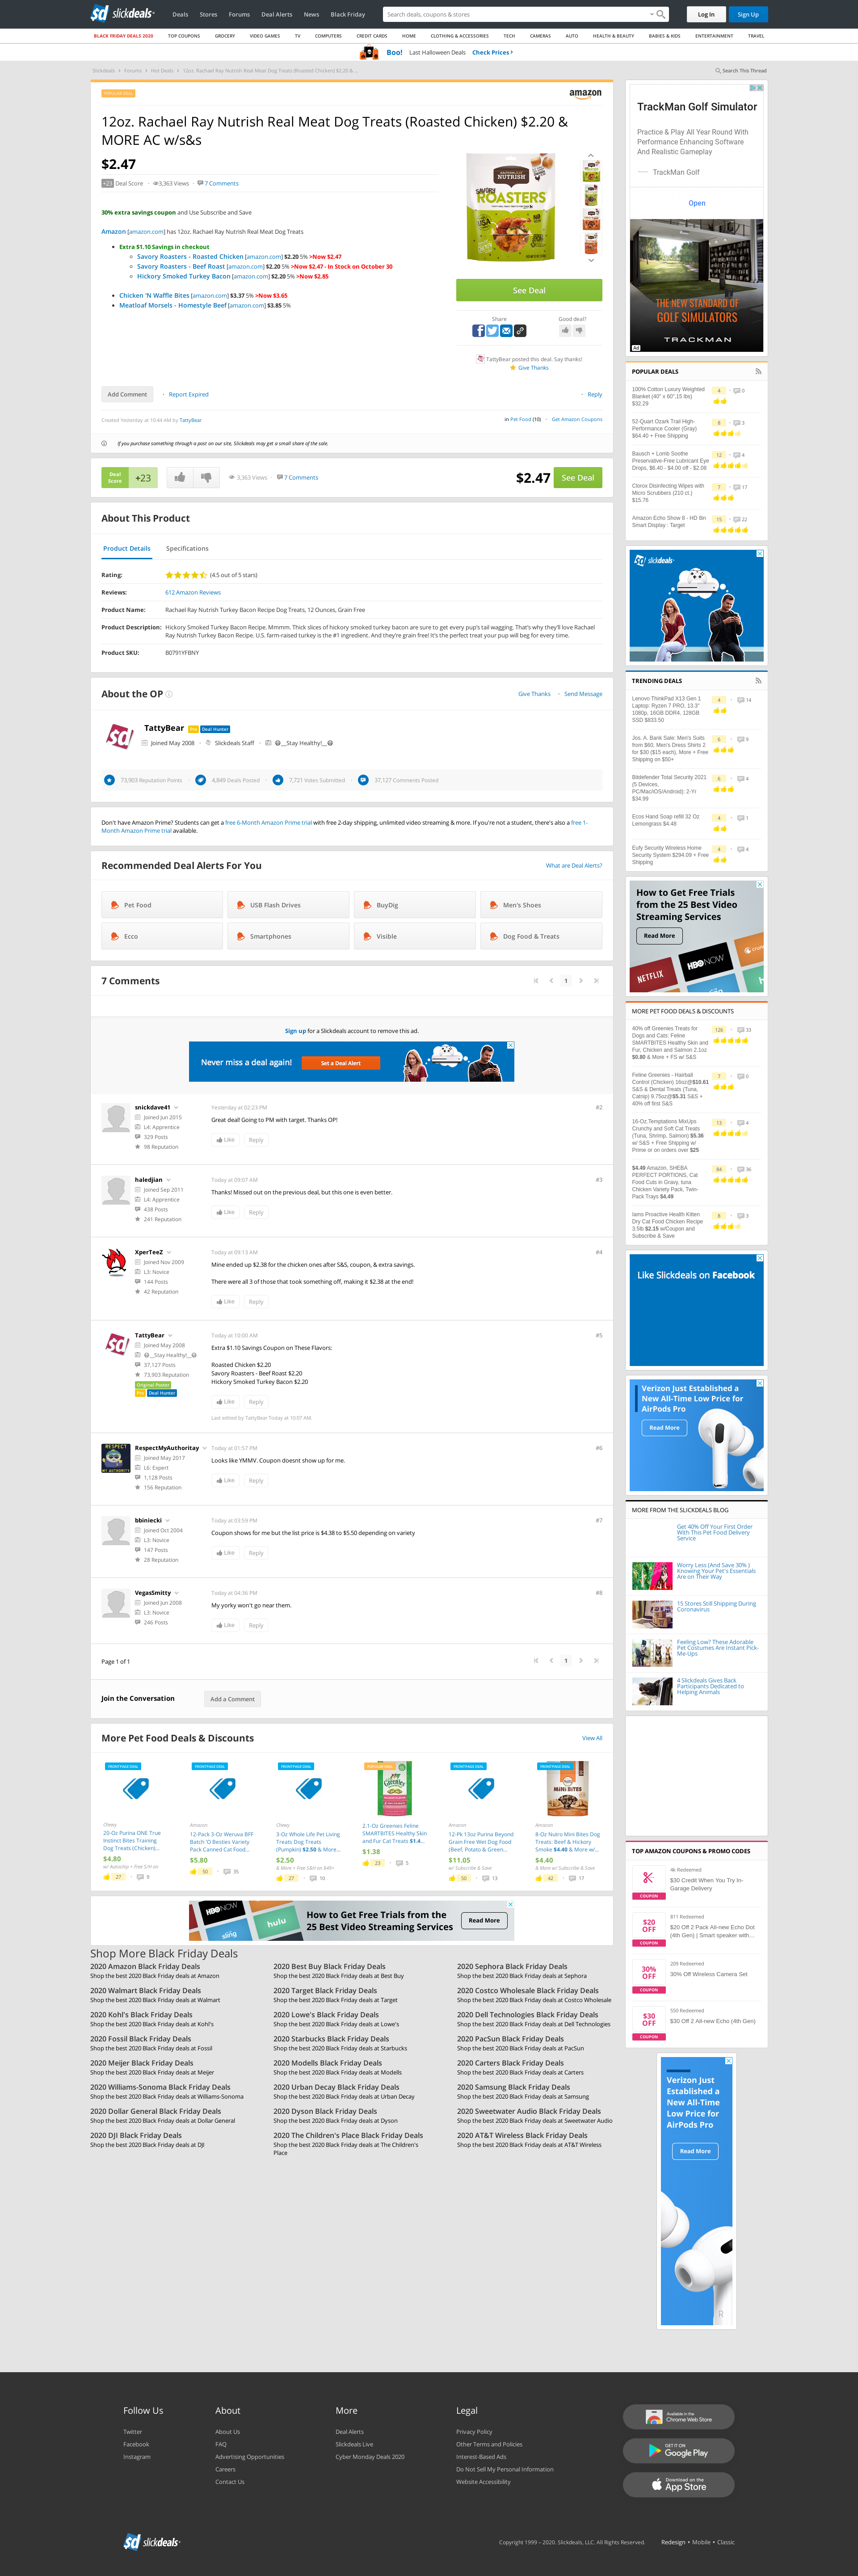 slickdeals
Deals Stores Forums Deal Alerts News Black Friday
Search deals, coupons & stores
Log In Sign Up
BLACK FRIDAY DEALS 2020 TOP COUPONS GROCERY VIDEO GAMES TV COMPUTERS CREDIT CARDS HOME CLOTHING & ACCESSORIES TECH CAMERAS AUTO HEALTH & BEAUTY BABIES & KIDS ENTERTAINMENT TRAVEL
Boo! Last Halloween Deals Check Prices ›
Slickdeals › Forums › Hot Deals › 12oz. Rachael Ray Nutrish Real Meat Dog Treats (Roasted Chicken) $2.20 & ...
Search This Thread
POPULAR DEAL
amazon
12oz. Rachael Ray Nutrish Real Meat Dog Treats (Roasted Chicken) $2.20 &
MORE AC w/s&s
$2.47
+23 Deal Score 3,363 Views 7 Comments
30% extra savings coupon and Use Subscribe and Save
Amazon [amazon.com] has 12oz. Rachael Ray Nutrish Real Meat Dog Treats
Extra $1.10 Savings in checkout
Savory Roasters - Roasted Chicken [amazon.com] $2.20 5% >Now $2.47
Savory Roasters - Beef Roast [amazon.com] $2.20 5% >Now $2.47 - In Stock on October 30
Hickory Smoked Turkey Bacon [amazon.com] $2.20 5% >Now $2.85
Chicken 'N Waffle Bites [amazon.com] $3.37 5% >Now $3.65
Meatloaf Morsels - Homestyle Beef [amazon.com] $3.85 5%
NUTRISH
SAVORY
ROASTERS
See Deal
Share Good deal?
TattyBear posted this deal. Say thanks!
Give Thanks
Add Comment Report Expired Reply
Created Yesterday at 10:44 AM by TattyBear
in Pet Food (10) Get Amazon Coupons
If you purchase something through a post on our site, Slickdeals may get a small share of the sale.
Deal Score +23 3,363 Views 7 Comments $2.47 See Deal
About This Product
Product Details Specifications
Rating: (4.5 out of 5 stars)
Reviews: 612 Amazon Reviews
Product Name: Rachael Ray Nutrish Turkey Bacon Recipe Dog Treats, 12 Ounces, Grain Free
Product Description: Hickory Smoked Turkey Bacon Recipe. Mmmm. Thick slices of hickory smoked turkey bacon are sure to get every pup's tail wagging. That's why they'll love Rachael
Ray Nutrish Turkey Bacon Recipe. U.S. farm-raised turkey is the #1 ingredient. And they're grain free! It's the perfect treat your pup will beg for every time.
Product SKU: B0791YFBNY
About the OP
Give Thanks Send Message
TattyBear Pro Deal Hunter
Joined May 2008 Slickdeals Staff __Stay Healthy!__
73,903 Reputation Points 4,849 Deals Posted 7,721 Votes Submitted 37,127 Comments Posted
Don't have Amazon Prime? Students can get a free 6-Month Amazon Prime trial with free 2-day shipping, unlimited video streaming & more. If you're not a student, there's also a free 1-
Month Amazon Prime trial available.
Recommended Deal Alerts For You
What are Deal Alerts?
Pet Food USB Flash Drives BuyDig Men's Shoes
Ecco Smartphones Visible Dog Food & Treats
7 Comments
1
Sign up for a Slickdeals account to remove this ad.
Never miss a deal again! Set a Deal Alert
snickdave41 Yesterday at 02:23 PM #2
Joined Jun 2015
L4: Apprentice
329 Posts
98 Reputation
Great deal! Going to PM with target. Thanks OP!
Like Reply
haledjian Today at 09:07 AM #3
Joined Sep 2011
L4: Apprentice
438 Posts
241 Reputation
Thanks! Missed out on the previous deal, but this one is even better.
Like Reply
XperTeeZ Today at 09:13 AM #4
Joined Nov 2009
L3: Novice
144 Posts
42 Reputation
Mine ended up $2.38 for the chicken ones after S&S, coupon, & extra savings.
There were all 3 of those that took something off, making it $2.38 at the end!
Like Reply
TattyBear Today at 10:00 AM #5
Joined May 2008
__Stay Healthy!__
37,127 Posts
73,903 Reputation
Original Poster
Pro Deal Hunter
Extra $1.10 Savings Coupon on These Flavors:
Roasted Chicken $2.20
Savory Roasters - Beef Roast $2.20
Hickory Smoked Turkey Bacon $2.20
Like Reply
Last edited by TattyBear Today at 10:07 AM
RespectMyAuthoritay Today at 01:57 PM #6
Joined May 2017
L6: Expert
1,128 Posts
156 Reputation
Looks like YMMV. Coupon doesnt show up for me.
Like Reply
bbiniecki Today at 03:59 PM #7
Joined Oct 2004
L3: Novice
147 Posts
28 Reputation
Coupon shows for me but the list price is $4.38 to $5.50 depending on variety
Like Reply
VegasSmitty Today at 04:36 PM #8
Joined Jun 2008
L3: Novice
246 Posts
My yorky won't go near them.
Like Reply
Page 1 of 1
1
Join the Conversation Add a Comment
More Pet Food Deals & Discounts
View All
FRONTPAGE DEAL
Chewy
20-Oz Purina ONE True
Instinct Bites Training
Dog Treats (Chicken)...
$4.80
w/ Autoship + Free S/H on
27 9
FRONTPAGE DEAL
Amazon
12-Pack 3-Oz Weruva BFF
Batch 'O Besties Variety
Pack Canned Cat Food...
$5.80
50 35
FRONTPAGE DEAL
Chewy
3-Oz Whole Life Pet Living
Treats Dog Treats
(Pumpkin) $2.50 & More...
$2.50
& More + Free S&H on $49+
27 10
POPULAR DEAL
2.1-Oz Greenies Feline
SMARTBITES Healthy Skin
and Fur Cat Treats $1.4...
$1.38
23 5
FRONTPAGE DEAL
Amazon
12-Pk 13oz Purina Beyond
Grain Free Wet Dog Food
(Beef, Potato & Green...
$11.05
w/ Subscribe & Save
50 13
FRONTPAGE DEAL
Amazon
8-Oz Nutro Mini Bites Dog
Treats: Beef & Hickory
Smoke $4.40 & More w/...
$4.40
& More w/ Subscribe & Save
42 17
How to Get Free Trials from the
25 Best Video Streaming Services
Read More
hulu
sling
Shop More Black Friday Deals
2020 Amazon Black Friday Deals
Shop the best 2020 Black Friday deals at Amazon
2020 Best Buy Black Friday Deals
Shop the best 2020 Black Friday deals at Best Buy
2020 Sephora Black Friday Deals
Shop the best 2020 Black Friday deals at Sephora
2020 Walmart Black Friday Deals
Shop the best 2020 Black Friday deals at Walmart
2020 Target Black Friday Deals
Shop the best 2020 Black Friday deals at Target
2020 Costco Wholesale Black Friday Deals
Shop the best 2020 Black Friday deals at Costco Wholesale
2020 Kohl's Black Friday Deals
Shop the best 2020 Black Friday deals at Kohl's
2020 Lowe's Black Friday Deals
Shop the best 2020 Black Friday deals at Lowe's
2020 Dell Technologies Black Friday Deals
Shop the best 2020 Black Friday deals at Dell Technologies
2020 Fossil Black Friday Deals
Shop the best 2020 Black Friday deals at Fossil
2020 Starbucks Black Friday Deals
Shop the best 2020 Black Friday deals at Starbucks
2020 PacSun Black Friday Deals
Shop the best 2020 Black Friday deals at PacSun
2020 Meijer Black Friday Deals
Shop the best 2020 Black Friday deals at Meijer
2020 Modells Black Friday Deals
Shop the best 2020 Black Friday deals at Modells
2020 Carters Black Friday Deals
Shop the best 2020 Black Friday deals at Carters
2020 Williams-Sonoma Black Friday Deals
Shop the best 2020 Black Friday deals at Williams-Sonoma
2020 Urban Decay Black Friday Deals
Shop the best 2020 Black Friday deals at Urban Decay
2020 Samsung Black Friday Deals
Shop the best 2020 Black Friday deals at Samsung
2020 Dollar General Black Friday Deals
Shop the best 2020 Black Friday deals at Dollar General
2020 Dyson Black Friday Deals
Shop the best 2020 Black Friday deals at Dyson
2020 Sweetwater Audio Black Friday Deals
Shop the best 2020 Black Friday deals at Sweetwater Audio
2020 DJI Black Friday Deals
Shop the best 2020 Black Friday deals at DJI
2020 The Children's Place Black Friday Deals
Shop the best 2020 Black Friday deals at The Children's
Place
2020 AT&T Wireless Black Friday Deals
Shop the best 2020 Black Friday deals at AT&T Wireless
TrackMan Golf Simulator
Practice & Play All Year Round With
Performance Enhancing Software
And Realistic Gameplay
TrackMan Golf
Open
THE NEW STANDARD OF
GOLF SIMULATORS
TRACKMAN
Ad
POPULAR DEALS
100% Cotton Luxury Weighted
Blanket (40" x 60",15 lbs)
$32.29
4 0
52-Quart Ozark Trail High-
Performance Cooler (Gray)
$64.40 + Free Shipping
8 3
Bausch + Lomb Soothe
Preservative-Free Lubricant Eye
Drops, $6.40 - $4.00 off - $2.08
12 4
Clorox Disinfecting Wipes with
Micro Scrubbers (210 ct.)
$15.76
7 17
Amazon Echo Show 8 - HD 8in
Smart Display : Target
15 22
slickdeals
TRENDING DEALS
Lenovo ThinkPad X13 Gen 1
Laptop: Ryzen 7 PRO, 13.3"
1080p, 16GB DDR4, 128GB
SSD $833.50
4 14
Jos. A. Bank Sale: Men's Suits
from $60, Men's Dress Shirts 2
for $30 ($15 each), More + Free
Shipping on $50+
6 9
Bitdefender Total Security 2021
(5 Devices,
PC/Mac/iOS/Android): 2-Yr
$34.99
6 4
Ecos Hand Soap refill 32 Oz
Lemongrass $4.48
4 1
Eufy Security Wireless Home
Security System $294.09 + Free
Shipping
4 4
How to Get Free Trials
from the 25 Best Video
Streaming Services
Read More
NETFLIX
HBO NOW
hulu
sling
MORE PET FOOD DEALS & DISCOUNTS
40% off Greenies Treats for
Dogs and Cats: Feline
SMARTBITES Healthy Skin and
Fur, Chicken and Salmon 2.1oz
$0.80 & More + FS w/ S&S
126 33
Feline Greenies - Hairball
Control (Chicken) 16oz@$10.61
S&S & Dental Treats (Tuna,
Catnip) 9.75oz@$5.31 S&S +
40% off first S&S
7 0
16-Oz.Temptations MixUps
Crunchy and Soft Cat Treats
(Tuna, Shrimp, Salmon) $5.36
w/ S&S + Free Shipping w/
Prime or on orders over $25
13 4
$4.49 Amazon, SHEBA
PERFECT PORTIONS, Cat
Food Cuts in Gravy, tuna
Chicken Variety Pack, Twin-
Pack Trays $4.49
84 36
Iams Proactive Health Kitten
Dry Cat Food Chicken Recipe
3.5lb $2.15 w/Coupon and
Subscribe & Save
8 3
Like Slickdeals on Facebook
Verizon Just Established a
New All-Time Low Price for
AirPods Pro
Read More
MORE FROM THE SLICKDEALS BLOG
Get 40% Off Your First Order
With This Pet Food Delivery
Service
Worry Less (And Save 30% )
Knowing Your Pet's Essentials
Are on Their Way
15 Stores Still Shipping During
Coronavirus
Feeling Low? These Adorable
Pet Costumes Are Instant Pick-
Me-Ups
4 Slickdeals Gives Back
Participants Dedicated to
Helping Animals
TOP AMAZON COUPONS & PROMO CODES
COUPON
4k Redeemed
$30 Credit When You Try In-
Garage Delivery
$20 OFF
COUPON
811 Redeemed
$20 Off 2 Pack All-new Echo Dot
(4th Gen) | Smart speaker with...
30% OFF
COUPON
209 Redeemed
30% Off Wireless Camera Set
$30 OFF
COUPON
550 Redeemed
$30 Off 2 All-new Echo (4th Gen)
Verizon Just
Established a
New All-Time
Low Price for
AirPods Pro
Read More
Follow Us
Twitter
Facebook
Instagram
About
About Us
FAQ
Advertising Opportunities
Careers
Contact Us
More
Deal Alerts
Slickdeals Live
Cyber Monday Deals 2020
Legal
Privacy Policy
Other Terms and Policies
Interest-Based Ads
Do Not Sell My Personal Information
Website Accessibility
Available in the
Chrome Web Store
GET IT ON
Google Play
Download on the
App Store
slickdeals
Copyright 1999 – 2020. Slickdeals, LLC. All Rights Reserved. Redesign • Mobile • Classic